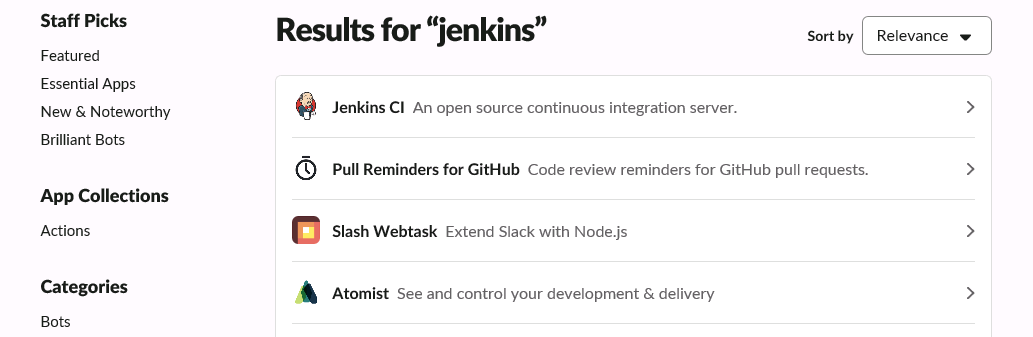 Staff Picks
Featured
Essential Apps
New & Noteworthy
Brilliant Bots
App Collections
Actions
Categories
Bots
Results for “jenkins”
Sort by Relevance
Jenkins CI An open source continuous integration server.
Pull Reminders for GitHub Code review reminders for GitHub pull requests.
Slash Webtask Extend Slack with Node.js
Atomist See and control your development & delivery